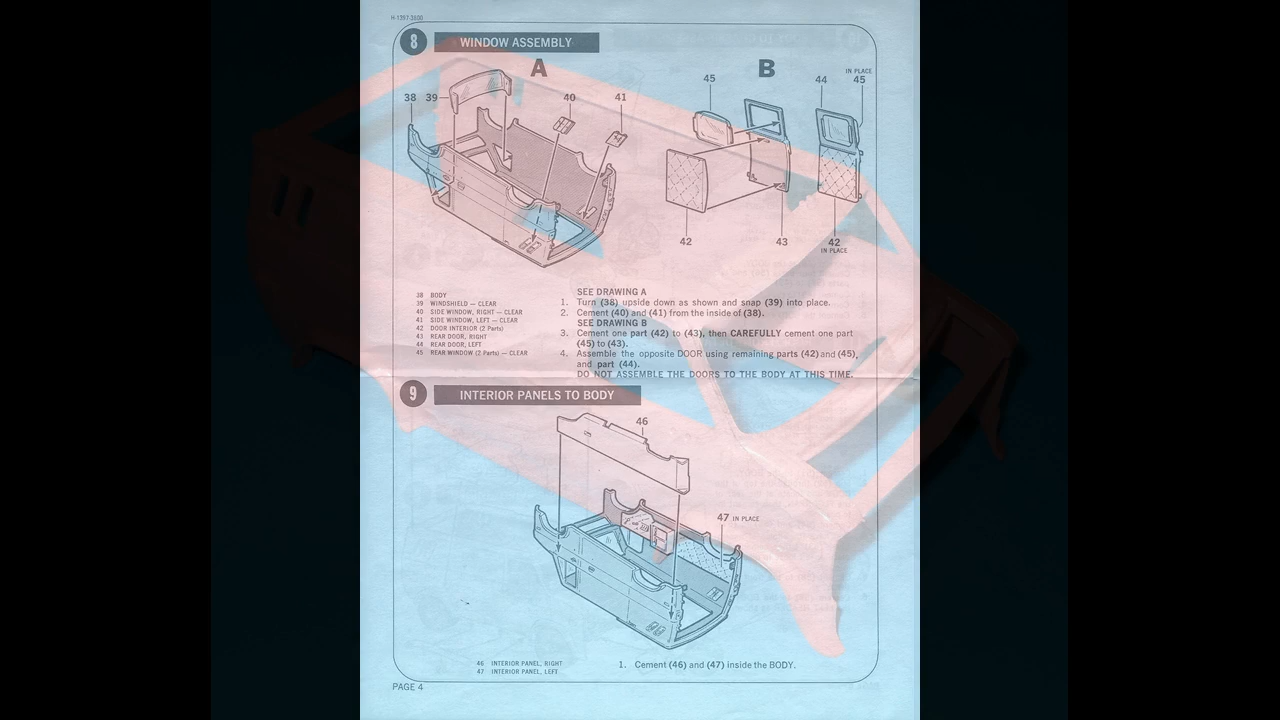 H-1397-3600
8 WINDOW ASSEMBLY
A
B
38 39 40 41
45
44
IN PLACE
45
42
43
42
IN PLACE
38 BODY
39 WINDSHIELD — CLEAR
40 SIDE WINDOW, RIGHT — CLEAR
41 SIDE WINDOW, LEFT — CLEAR
42 DOOR INTERIOR (2 Parts)
43 REAR DOOR, RIGHT
44 REAR DOOR, LEFT
45 REAR WINDOW (2 Parts) — CLEAR
SEE DRAWING A
1. Turn (38) upside down as shown and snap (39) into place.
2. Cement (40) and (41) from the inside of (38).
SEE DRAWING B
3. Cement one part (42) to (43), then CAREFULLY cement one part
(45) to (43).
4. Assemble the opposite DOOR using remaining parts (42) and (45),
and part (44).
DO NOT ASSEMBLE THE DOORS TO THE BODY AT THIS TIME.
9 INTERIOR PANELS TO BODY
46
47 IN PLACE
46 INTERIOR PANEL, RIGHT
47 INTERIOR PANEL, LEFT
1. Cement (46) and (47) inside the BODY.
PAGE 4